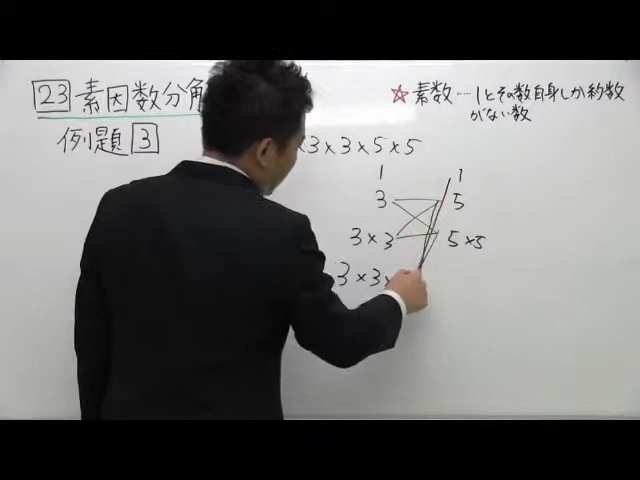 23 素因数分解
☆素数…1とその数自身しか約数
がない数
例題 3
×3×3×5×5
1 1
3 5
3×3 5×5
3×3×